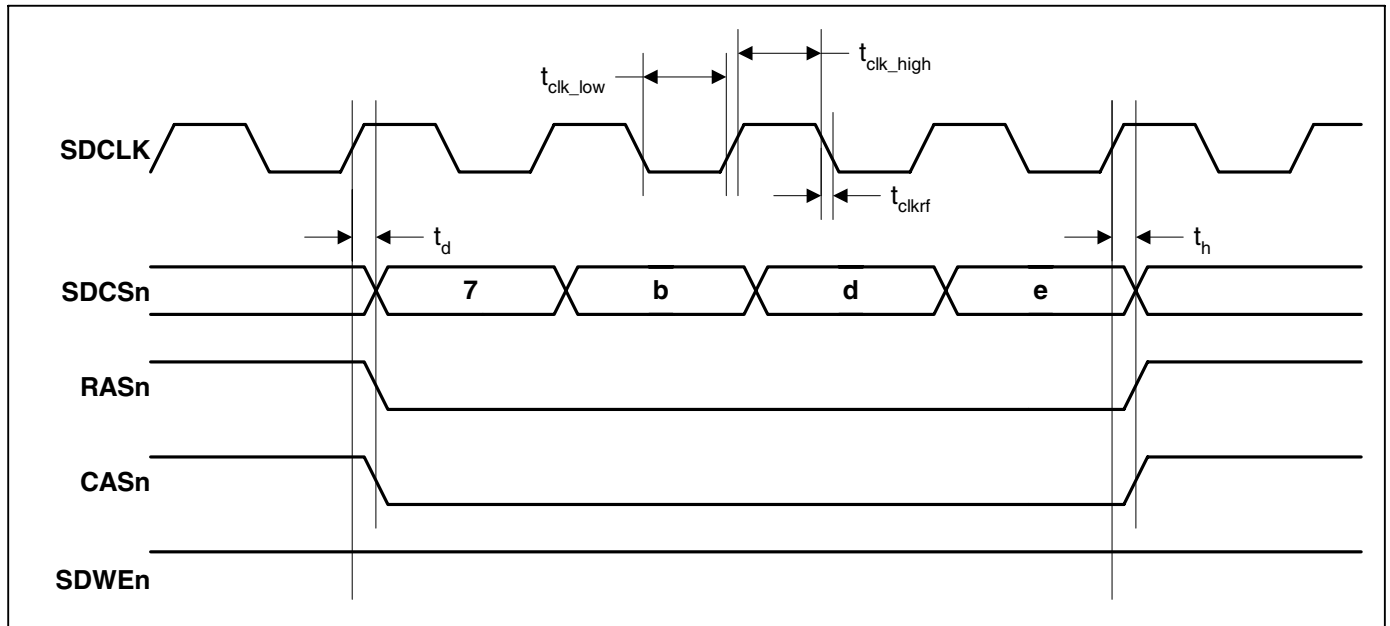 t_clk_high
t_clk_low
SDCLK
t_clkrf
t_d
t_h
SDCSn
7 b d e
RASn
CASn
SDWEn